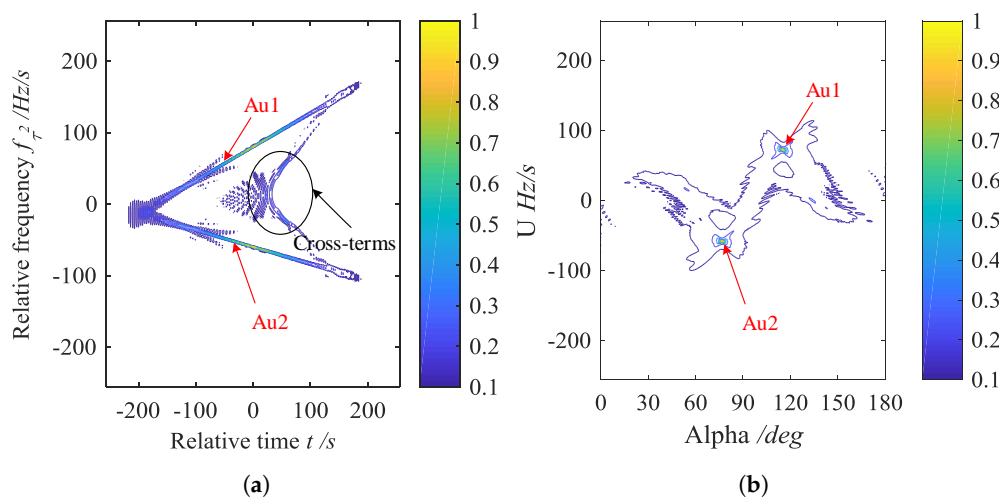 200
100
0
-100
-200
Relative frequency f_τ² /Hz/s
Au1
Au2
Cross-terms
-200 -100 0 100 200
Relative time t /s
1
0.9
0.8
0.7
0.6
0.5
0.4
0.3
0.2
0.1
(a)
200
100
0
-100
-200
U Hz/s
Au1
Au2
0 30 60 90 120 150 180
Alpha /deg
1
0.9
0.8
0.7
0.6
0.5
0.4
0.3
0.2
0.1
(b)